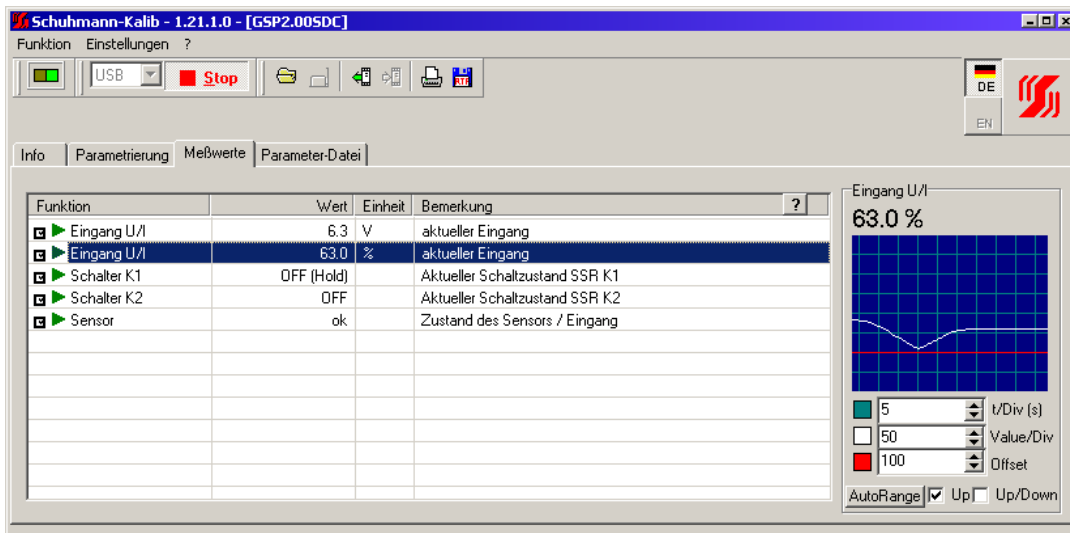 Schuhmann-Kalib - 1.21.1.0 - [GSP2.00SDC]
Funktion Einstellungen ?
USB Stop RTF DE
EN
Info Parametrierung Meßwerte Parameter-Datei
Eingang U/I
63.0 %
Funktion Wert Einheit Bemerkung ?
Eingang U/I 6.3 V aktueller Eingang
Eingang U/I 63.0 % aktueller Eingang
Schalter K1 OFF (Hold) Aktueller Schaltzustand SSR K1
Schalter K2 OFF Aktueller Schaltzustand SSR K2
Sensor ok Zustand des Sensors / Eingang
5 t/Div (s)
50 Value/Div
100 Offset
AutoRange Up Up/Down